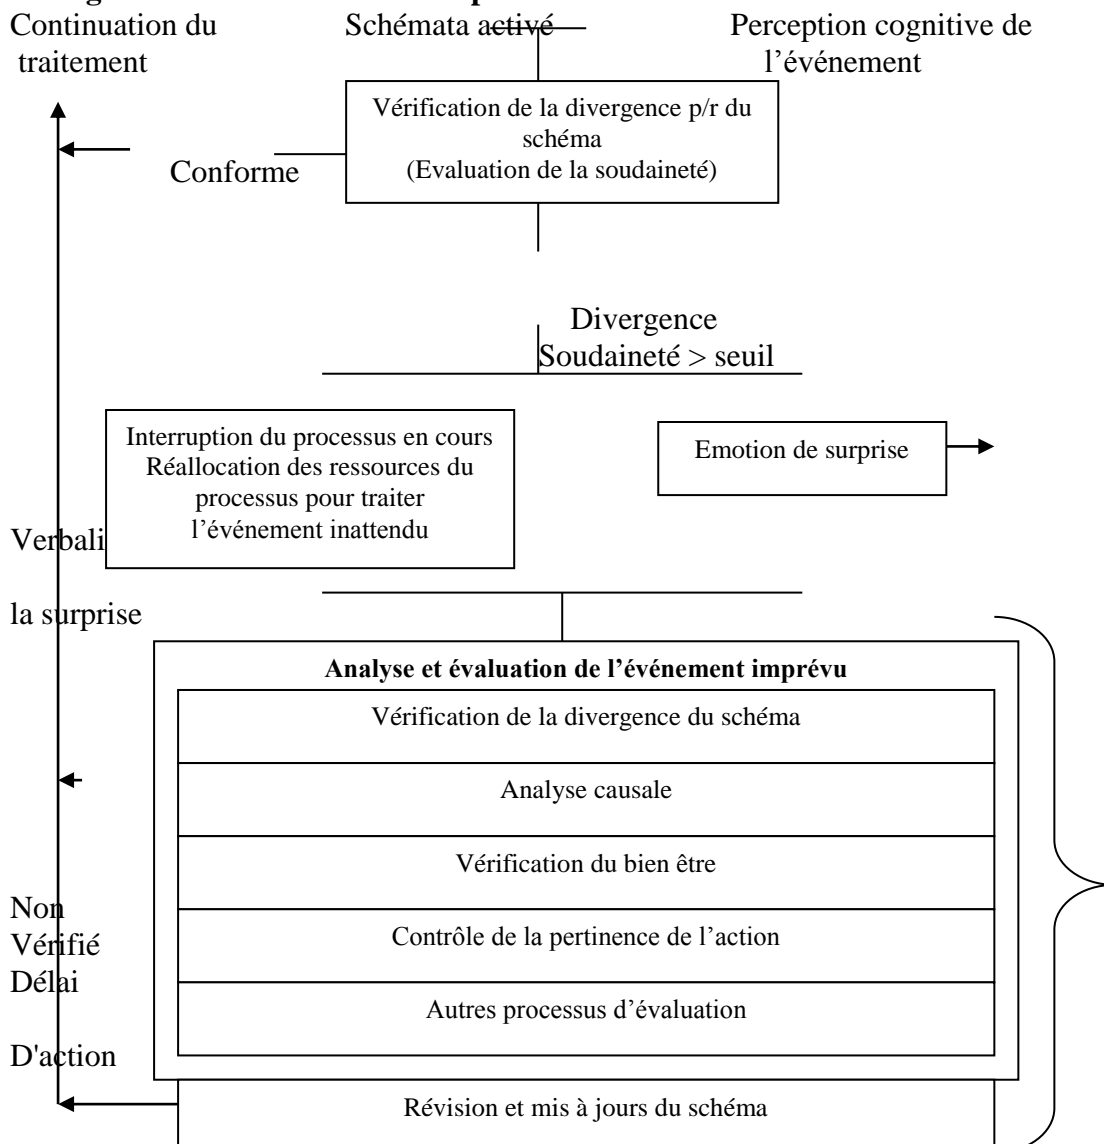 Continuation du
traitement
Schémata activé
Perception cognitive de
l’événement
Vérification de la divergence p/r du
schéma
(Evaluation de la soudaineté)
Conforme
Divergence
Soudaineté > seuil
Interruption du processus en cours
Réallocation des ressources du
processus pour traiter
l’événement inattendu
Emotion de surprise
Verbali
la surprise
Analyse et évaluation de l’événement imprévu
Vérification de la divergence du schéma
Analyse causale
Vérification du bien être
Contrôle de la pertinence de l’action
Autres processus d’évaluation
Non
Vérifié
Délai
D'action
Révision et mis à jours du schéma